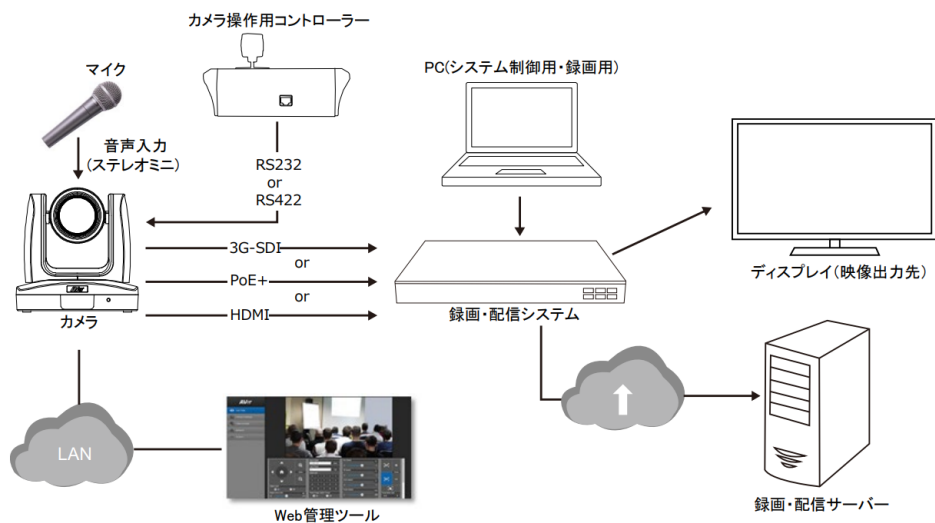 カメラ操作用コントローラー
マイク
PC(システム制御用・録画用)
音声入力
(ステレオミニ)
RS232
or
RS422
3G-SDI
or
PoE+
or
HDMI
カメラ
録画・配信システム
ディスプレイ(映像出力先)
LAN
Web管理ツール
録画・配信サーバー